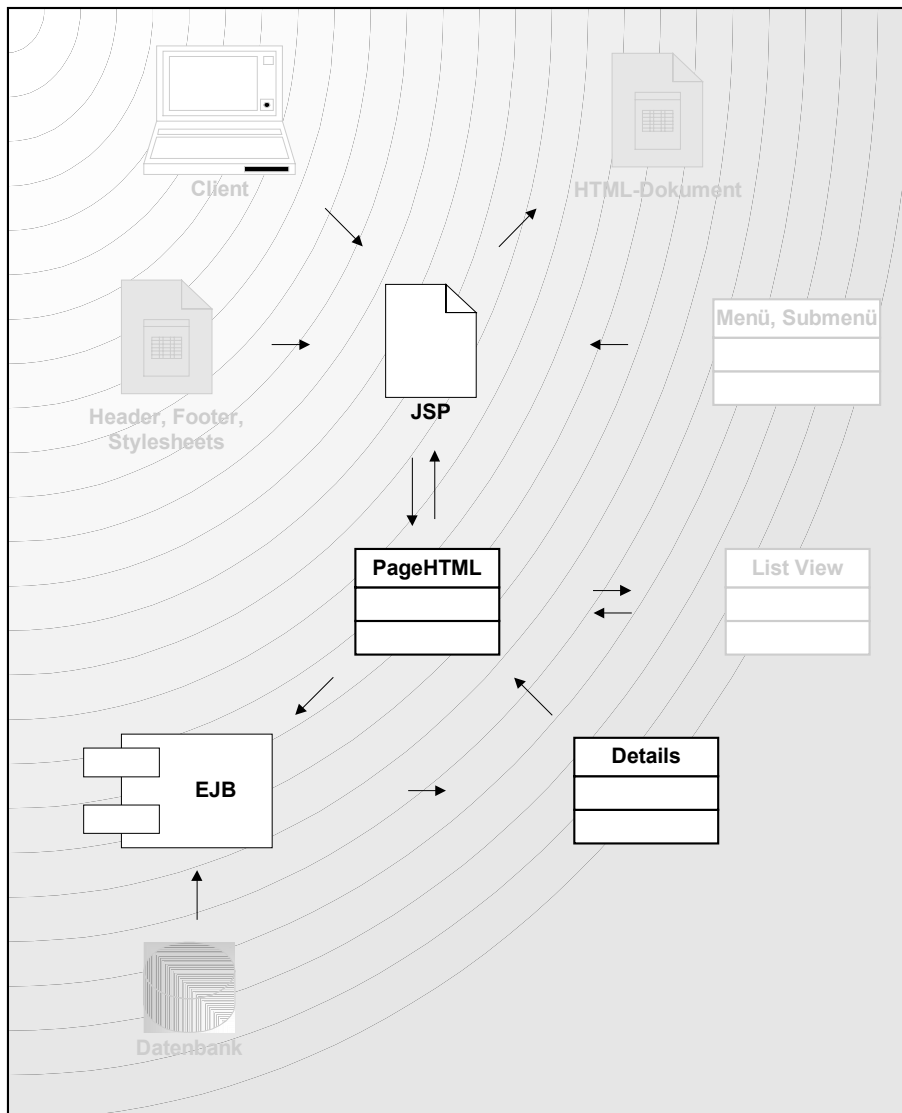 Client
HTML-Dokument
Menü, Submenü
Header, Footer,
Stylesheets
JSP
PageHTML
List View
EJB
Details
Datenbank